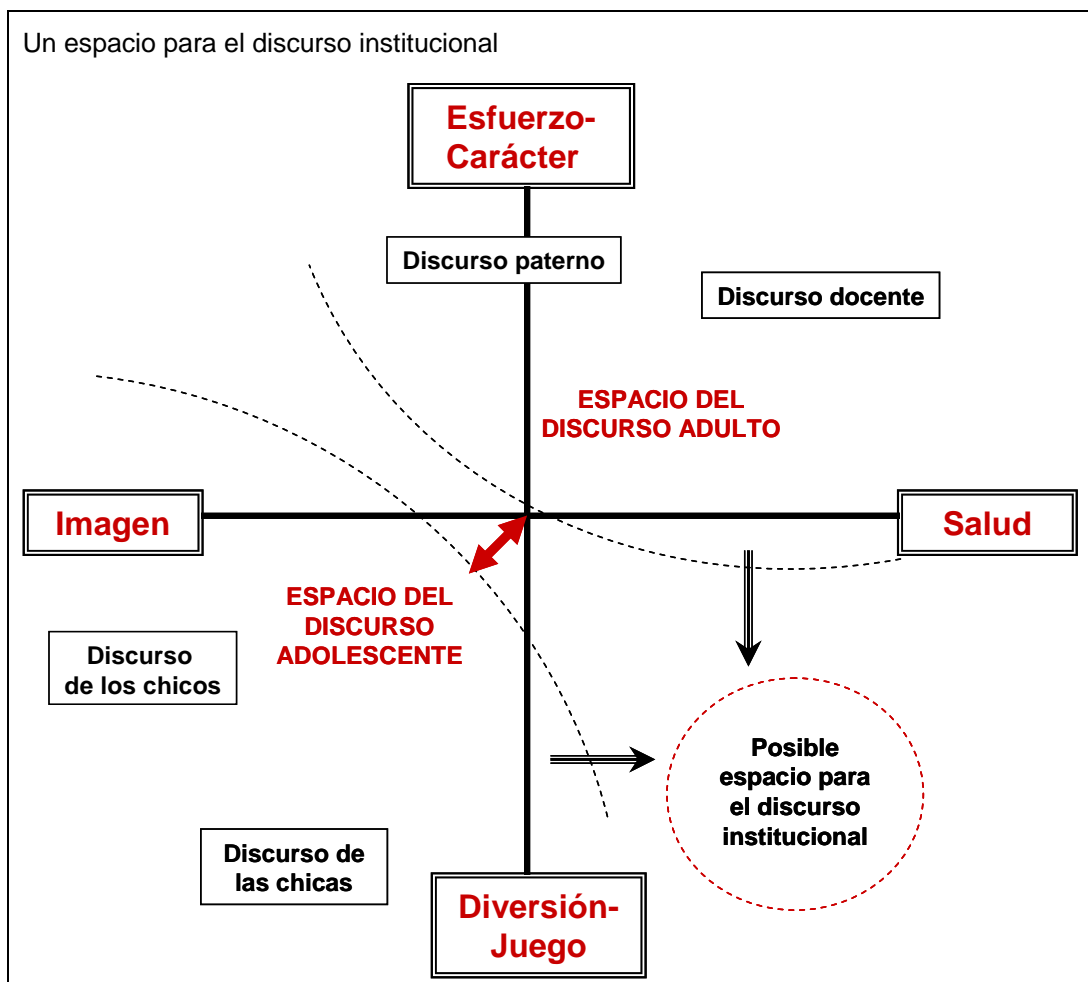 Un espacio para el discurso institucional
Esfuerzo-
Carácter
Discurso paterno
Discurso docente
ESPACIO DEL
DISCURSO ADULTO
Imagen
Salud
ESPACIO DEL
DISCURSO
ADOLESCENTE
Discurso
de los chicos
Posible
espacio para
el discurso
institucional
Discurso de
las chicas
Diversión-
Juego